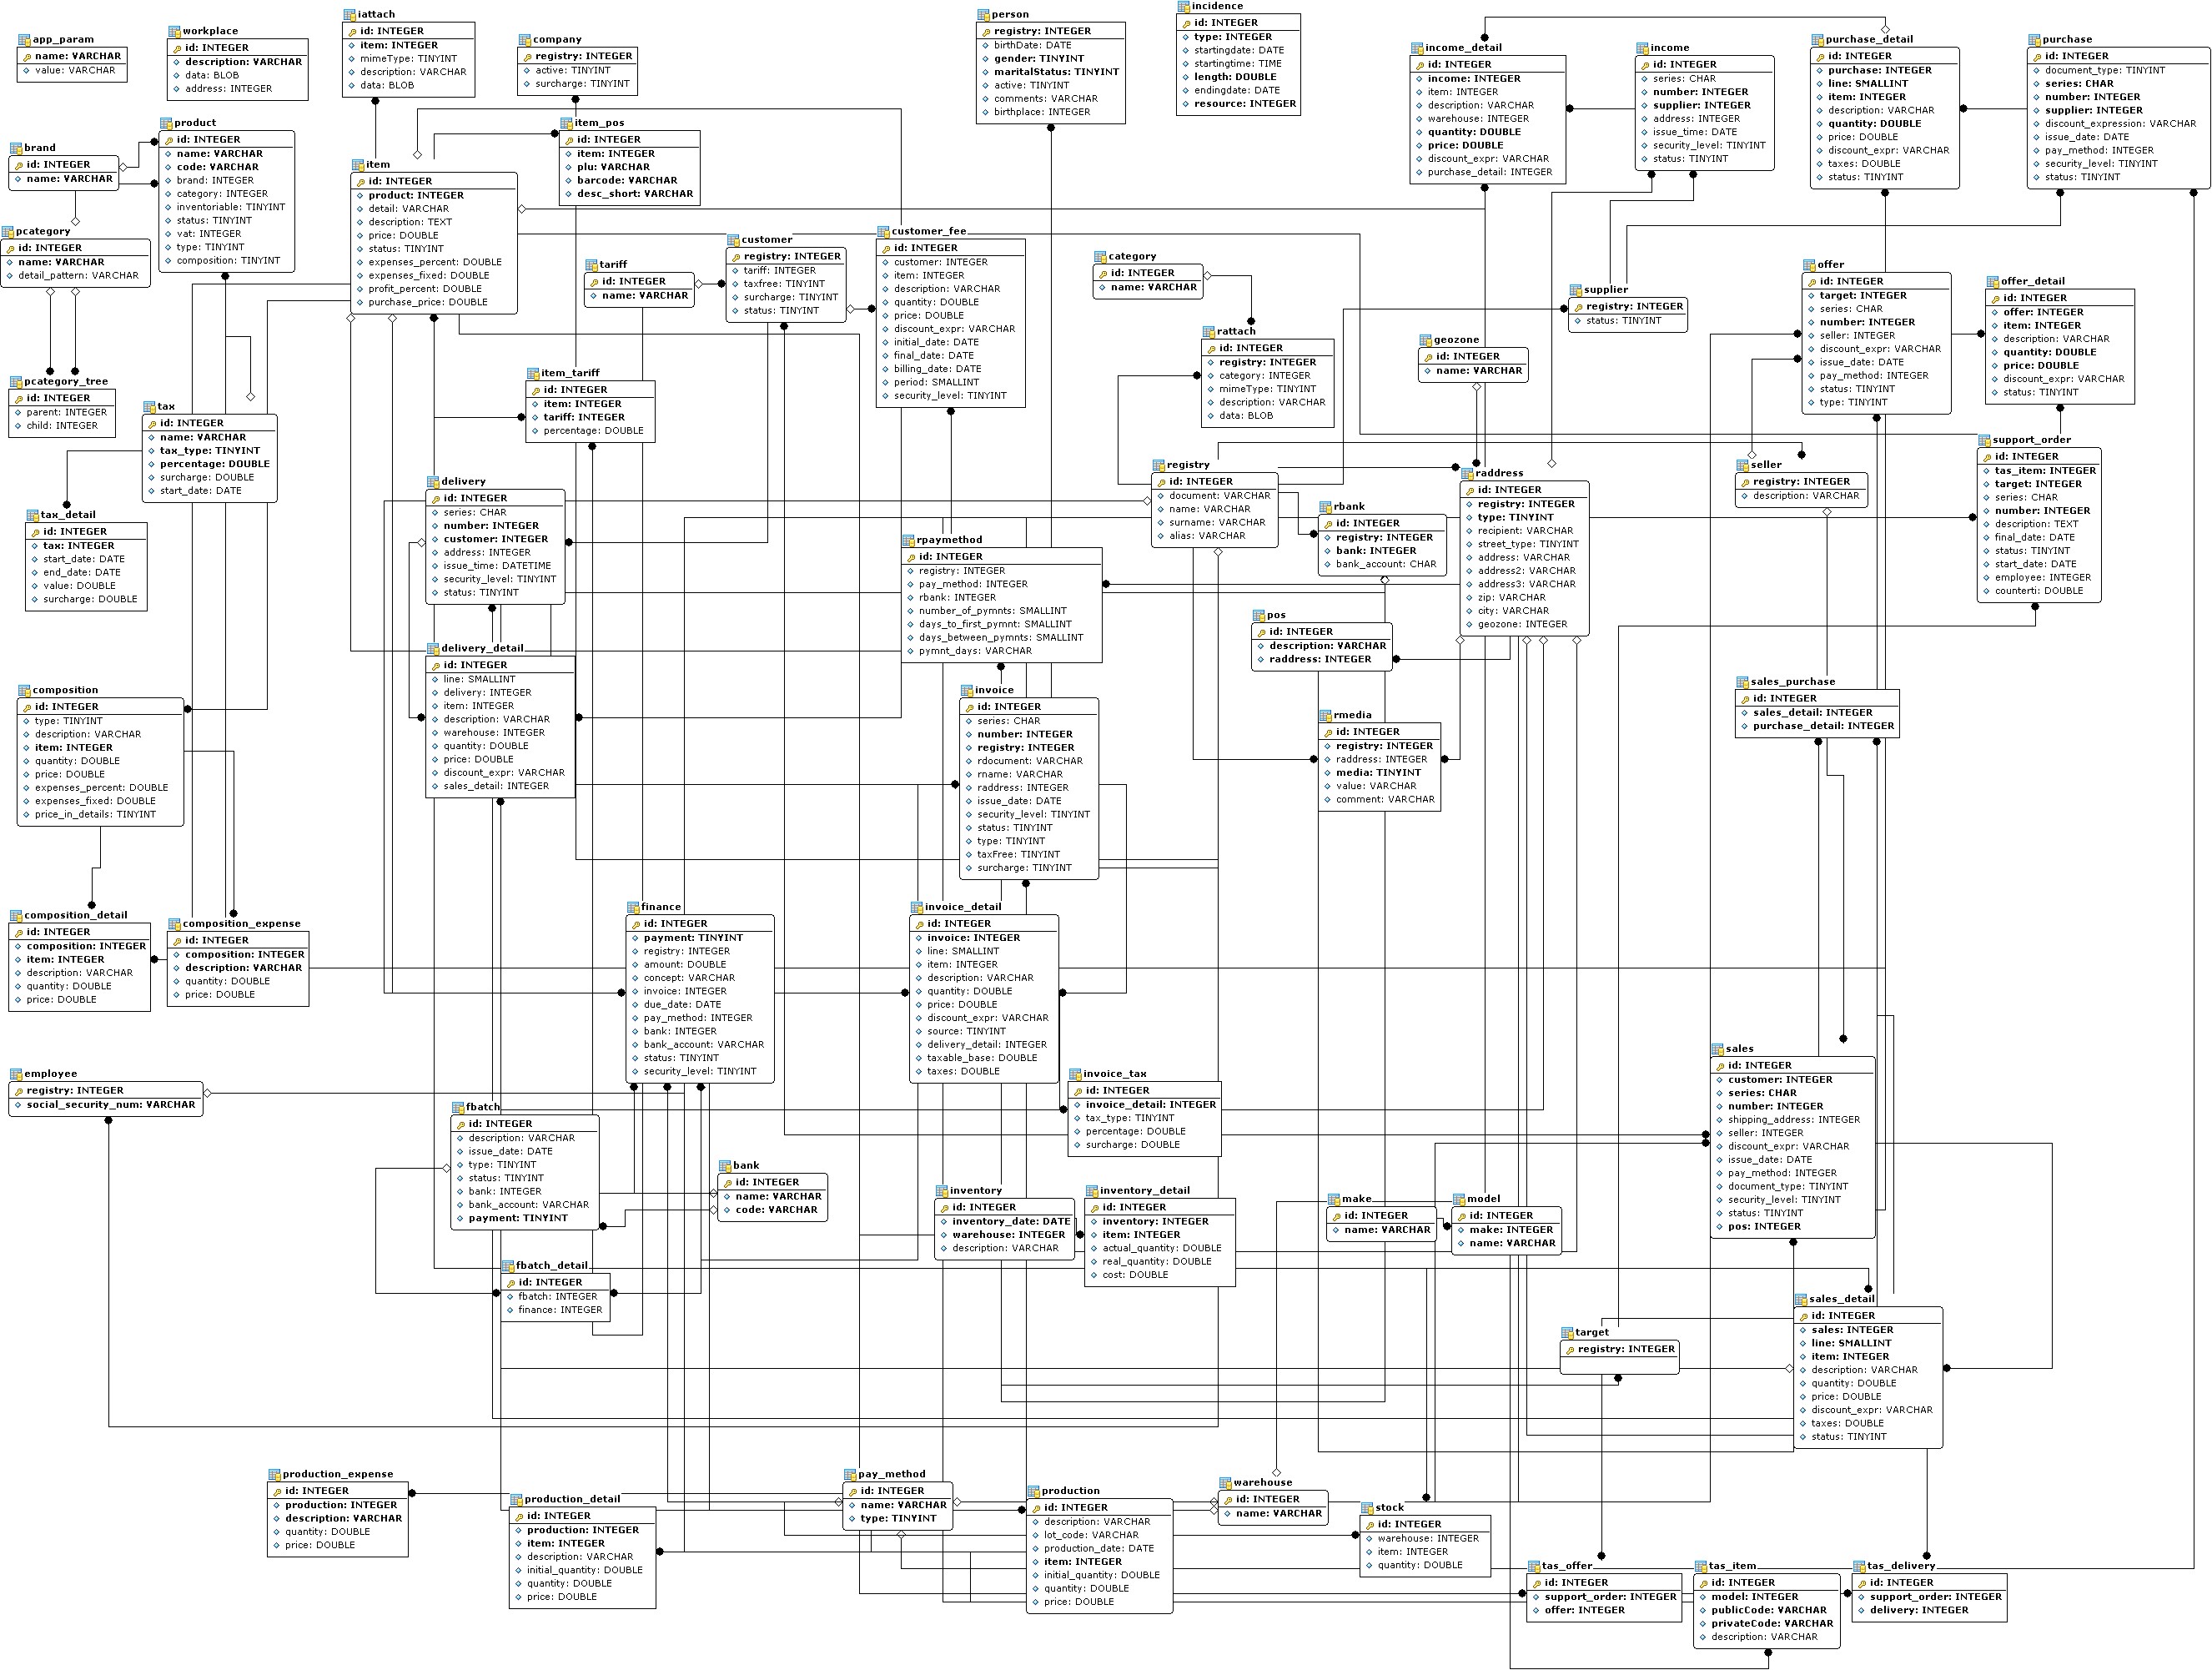 app_param
name: VARCHAR
value: VARCHAR
workplace
id: INTEGER
description: VARCHAR
data: BLOB
address: INTEGER
iattach
id: INTEGER
item: INTEGER
mimeType: TINYINT
description: VARCHAR
data: BLOB
company
registry: INTEGER
active: TINYINT
surcharge: TINYINT
person
registry: INTEGER
birthDate: DATE
gender: TINYINT
maritalStatus: TINYINT
active: TINYINT
comments: VARCHAR
birthplace: INTEGER
incidence
id: INTEGER
type: INTEGER
startingdate: DATE
startingtime: TIME
length: DOUBLE
endingdate: DATE
resource: INTEGER
income_detail
id: INTEGER
income: INTEGER
item: INTEGER
description: VARCHAR
warehouse: INTEGER
quantity: DOUBLE
price: DOUBLE
discount_expr: VARCHAR
purchase_detail: INTEGER
income
id: INTEGER
series: CHAR
number: INTEGER
supplier: INTEGER
address: INTEGER
issue_time: DATE
security_level: TINYINT
status: TINYINT
purchase_detail
id: INTEGER
purchase: INTEGER
line: SMALLINT
item: INTEGER
description: VARCHAR
quantity: DOUBLE
price: DOUBLE
discount_expr: VARCHAR
taxes: DOUBLE
status: TINYINT
purchase
id: INTEGER
document_type: TINYINT
series: CHAR
number: INTEGER
supplier: INTEGER
discount_expression: VARCHAR
issue_date: DATE
pay_method: INTEGER
security_level: TINYINT
status: TINYINT
brand
id: INTEGER
name: VARCHAR
product
id: INTEGER
name: VARCHAR
code: VARCHAR
brand: INTEGER
category: INTEGER
inventoriable: TINYINT
status: TINYINT
vat: INTEGER
type: TINYINT
composition: TINYINT
item
id: INTEGER
product: INTEGER
detail: VARCHAR
description: TEXT
price: DOUBLE
status: TINYINT
expenses_percent: DOUBLE
expenses_fixed: DOUBLE
profit_percent: DOUBLE
purchase_price: DOUBLE
item_pos
id: INTEGER
item: INTEGER
plu: VARCHAR
barcode: VARCHAR
desc_short: VARCHAR
pcategory
id: INTEGER
name: VARCHAR
detail_pattern: VARCHAR
tariff
id: INTEGER
name: VARCHAR
customer
registry: INTEGER
tariff: INTEGER
taxfree: TINYINT
surcharge: TINYINT
status: TINYINT
customer_fee
id: INTEGER
customer: INTEGER
item: INTEGER
description: VARCHAR
quantity: DOUBLE
price: DOUBLE
discount_expr: VARCHAR
initial_date: DATE
final_date: DATE
billing_date: DATE
period: SMALLINT
security_level: TINYINT
category
id: INTEGER
name: VARCHAR
rattach
id: INTEGER
registry: INTEGER
category: INTEGER
mimeType: TINYINT
description: VARCHAR
data: BLOB
geozone
id: INTEGER
name: VARCHAR
supplier
registry: INTEGER
status: TINYINT
offer
id: INTEGER
target: INTEGER
series: CHAR
number: INTEGER
seller: INTEGER
discount_expr: VARCHAR
issue_date: DATE
pay_method: INTEGER
status: TINYINT
type: TINYINT
offer_detail
id: INTEGER
offer: INTEGER
item: INTEGER
description: VARCHAR
quantity: DOUBLE
price: DOUBLE
discount_expr: VARCHAR
status: TINYINT
pcategory_tree
id: INTEGER
parent: INTEGER
child: INTEGER
tax
id: INTEGER
name: VARCHAR
tax_type: TINYINT
percentage: DOUBLE
surcharge: DOUBLE
start_date: DATE
item_tariff
id: INTEGER
item: INTEGER
tariff: INTEGER
percentage: DOUBLE
tax_detail
id: INTEGER
tax: INTEGER
start_date: DATE
end_date: DATE
value: DOUBLE
surcharge: DOUBLE
delivery
id: INTEGER
series: CHAR
number: INTEGER
customer: INTEGER
address: INTEGER
issue_time: DATETIME
security_level: TINYINT
status: TINYINT
rpaymethod
id: INTEGER
registry: INTEGER
pay_method: INTEGER
rbank: INTEGER
number_of_pymnts: SMALLINT
days_to_first_pymnt: SMALLINT
days_between_pymnts: SMALLINT
pymnt_days: VARCHAR
registry
id: INTEGER
document: VARCHAR
name: VARCHAR
surname: VARCHAR
alias: VARCHAR
rbank
id: INTEGER
registry: INTEGER
bank: INTEGER
bank_account: CHAR
raddress
id: INTEGER
registry: INTEGER
type: TINYINT
recipient: VARCHAR
street_type: TINYINT
address: VARCHAR
address2: VARCHAR
address3: VARCHAR
zip: VARCHAR
city: VARCHAR
geozone: INTEGER
seller
registry: INTEGER
description: VARCHAR
support_order
id: INTEGER
tas_item: INTEGER
target: INTEGER
series: CHAR
number: INTEGER
description: TEXT
final_date: DATE
status: TINYINT
start_date: DATE
employee: INTEGER
counterti: DOUBLE
pos
id: INTEGER
description: VARCHAR
raddress: INTEGER
delivery_detail
id: INTEGER
line: SMALLINT
delivery: INTEGER
item: INTEGER
description: VARCHAR
warehouse: INTEGER
quantity: DOUBLE
price: DOUBLE
discount_expr: VARCHAR
sales_detail: INTEGER
composition
id: INTEGER
type: TINYINT
description: VARCHAR
item: INTEGER
quantity: DOUBLE
price: DOUBLE
expenses_percent: DOUBLE
expenses_fixed: DOUBLE
price_in_details: TINYINT
invoice
id: INTEGER
series: CHAR
number: INTEGER
registry: INTEGER
rdocument: VARCHAR
rname: VARCHAR
raddress: INTEGER
issue_date: DATE
security_level: TINYINT
status: TINYINT
type: TINYINT
taxFree: TINYINT
surcharge: TINYINT
rmedia
id: INTEGER
registry: INTEGER
raddress: INTEGER
media: TINYINT
value: VARCHAR
comment: VARCHAR
sales_purchase
id: INTEGER
sales_detail: INTEGER
purchase_detail: INTEGER
composition_detail
id: INTEGER
composition: INTEGER
item: INTEGER
description: VARCHAR
quantity: DOUBLE
price: DOUBLE
composition_expense
id: INTEGER
composition: INTEGER
description: VARCHAR
quantity: DOUBLE
price: DOUBLE
finance
id: INTEGER
payment: TINYINT
registry: INTEGER
amount: DOUBLE
concept: VARCHAR
invoice: INTEGER
due_date: DATE
pay_method: INTEGER
bank: INTEGER
bank_account: VARCHAR
status: TINYINT
security_level: TINYINT
invoice_detail
id: INTEGER
invoice: INTEGER
line: SMALLINT
item: INTEGER
description: VARCHAR
quantity: DOUBLE
price: DOUBLE
discount_expr: VARCHAR
source: TINYINT
delivery_detail: INTEGER
taxable_base: DOUBLE
taxes: DOUBLE
employee
registry: INTEGER
social_security_num: VARCHAR
fbatch
id: INTEGER
description: VARCHAR
issue_date: DATE
type: TINYINT
status: TINYINT
bank: INTEGER
bank_account: VARCHAR
payment: TINYINT
bank
id: INTEGER
name: VARCHAR
code: VARCHAR
invoice_tax
id: INTEGER
invoice_detail: INTEGER
tax_type: TINYINT
percentage: DOUBLE
surcharge: DOUBLE
sales
id: INTEGER
customer: INTEGER
series: CHAR
number: INTEGER
shipping_address: INTEGER
seller: INTEGER
discount_expr: VARCHAR
issue_date: DATE
pay_method: INTEGER
document_type: TINYINT
security_level: TINYINT
status: TINYINT
pos: INTEGER
inventory
id: INTEGER
inventory_date: DATE
warehouse: INTEGER
description: VARCHAR
inventory_detail
id: INTEGER
inventory: INTEGER
item: INTEGER
actual_quantity: DOUBLE
real_quantity: DOUBLE
cost: DOUBLE
make
id: INTEGER
name: VARCHAR
model
id: INTEGER
make: INTEGER
name: VARCHAR
fbatch_detail
id: INTEGER
fbatch: INTEGER
finance: INTEGER
target
registry: INTEGER
sales_detail
id: INTEGER
sales: INTEGER
line: SMALLINT
item: INTEGER
description: VARCHAR
quantity: DOUBLE
price: DOUBLE
discount_expr: VARCHAR
taxes: DOUBLE
status: TINYINT
production_expense
id: INTEGER
production: INTEGER
description: VARCHAR
quantity: DOUBLE
price: DOUBLE
production_detail
id: INTEGER
production: INTEGER
item: INTEGER
description: VARCHAR
initial_quantity: DOUBLE
quantity: DOUBLE
price: DOUBLE
pay_method
id: INTEGER
name: VARCHAR
type: TINYINT
production
id: INTEGER
description: VARCHAR
lot_code: VARCHAR
production_date: DATE
item: INTEGER
initial_quantity: DOUBLE
quantity: DOUBLE
price: DOUBLE
warehouse
id: INTEGER
name: VARCHAR
stock
id: INTEGER
warehouse: INTEGER
item: INTEGER
quantity: DOUBLE
tas_offer
id: INTEGER
support_order: INTEGER
offer: INTEGER
tas_item
id: INTEGER
model: INTEGER
publicCode: VARCHAR
privateCode: VARCHAR
description: VARCHAR
tas_delivery
id: INTEGER
support_order: INTEGER
delivery: INTEGER